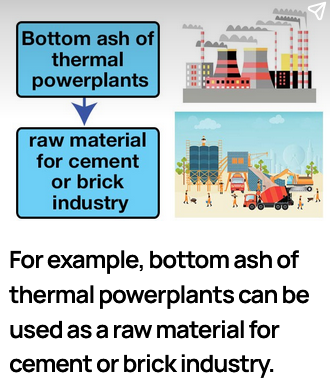 Bottom ash of
thermal
powerplants
raw material
for cement
or brick
industry
For example, bottom ash of
thermal powerplants can be
used as a raw material for
cement or brick industry.